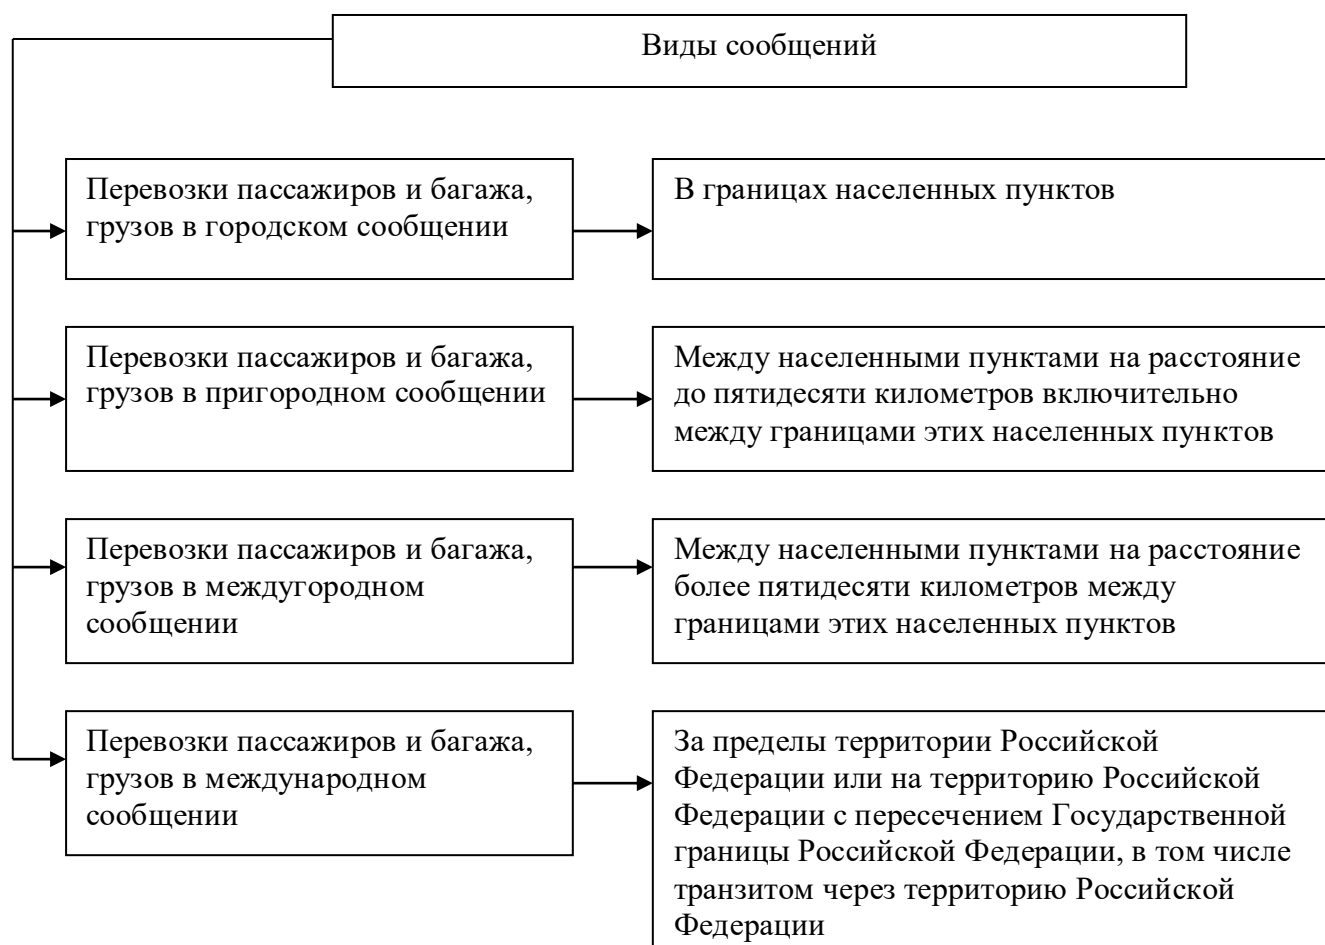 Виды сообщений
Перевозки пассажиров и багажа,
грузов в городском сообщении
В границах населенных пунктов
Перевозки пассажиров и багажа,
грузов в пригородном сообщении
Между населенными пунктами на расстояние
до пятидесяти километров включительно
между границами этих населенных пунктов
Перевозки пассажиров и багажа,
грузов в междугородном
сообщении
Между населенными пунктами на расстояние
более пятидесяти километров между
границами этих населенных пунктов
Перевозки пассажиров и багажа,
грузов в международном
сообщении
За пределы территории Российской
Федерации или на территорию Российской
Федерации с пересечением Государственной
границы Российской Федерации, в том числе
транзитом через территорию Российской
Федерации